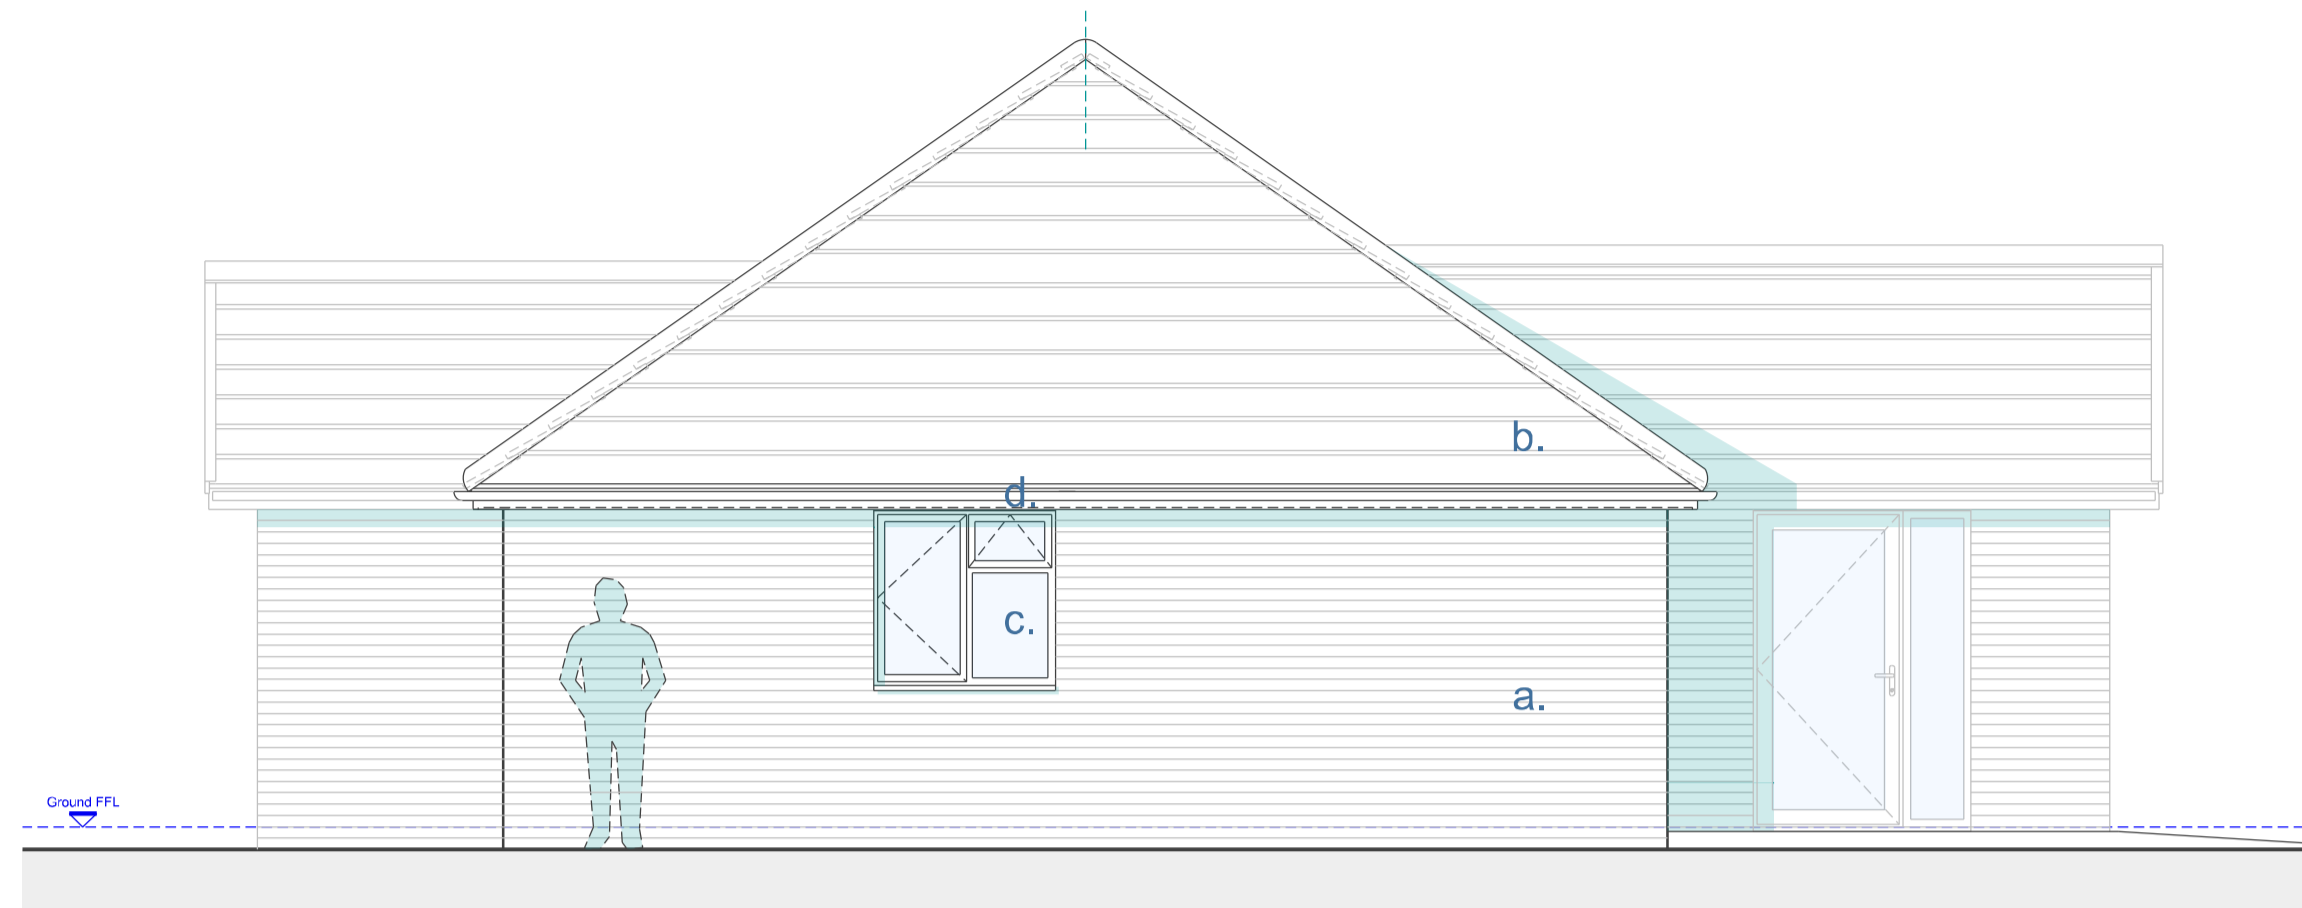 b.
d.
c.
a.
Ground FFL